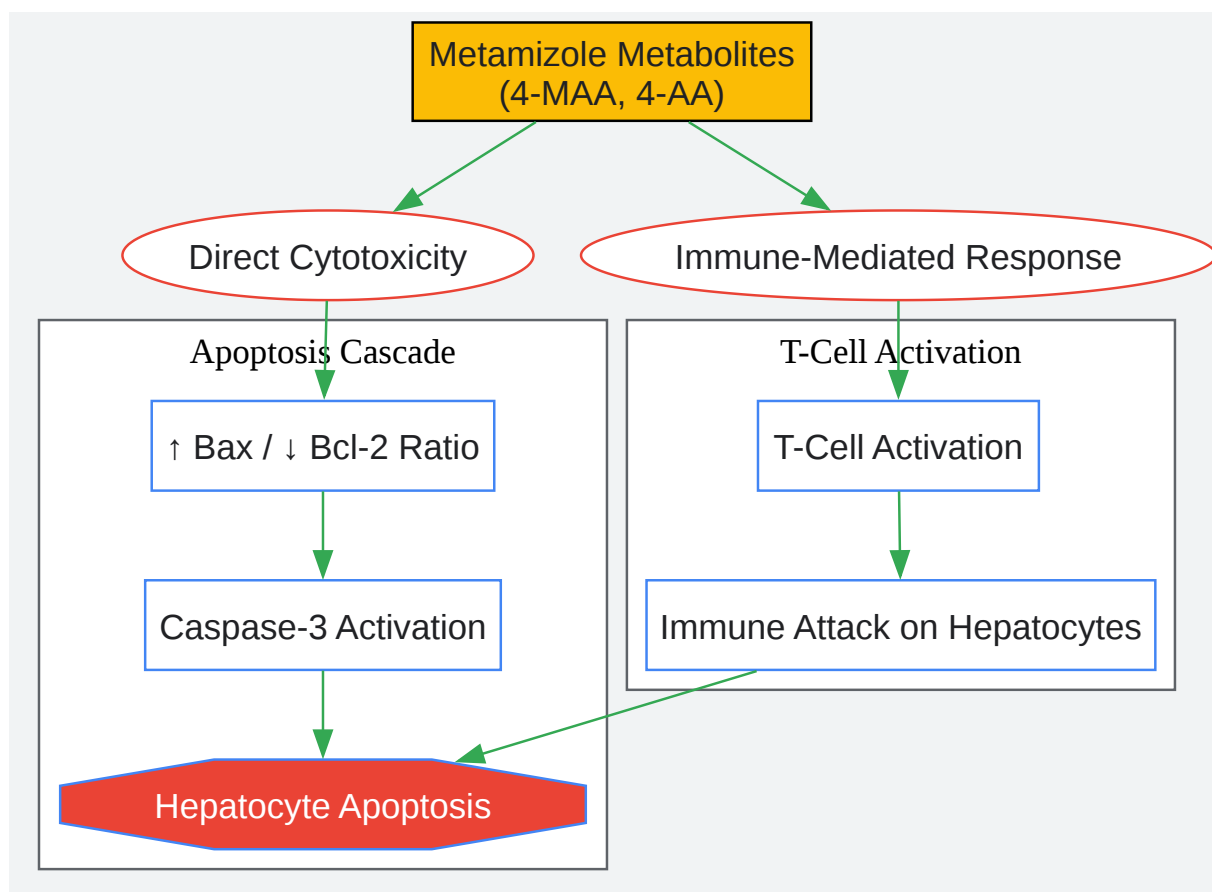 Metamizole Metabolites
(4-MAA, 4-AA)
Direct Cytotoxicity
Immune-Mediated Response
Apoptosis Cascade
T-Cell Activation
↑ Bax / ↓ Bcl-2 Ratio
T-Cell Activation
Caspase-3 Activation
Immune Attack on Hepatocytes
Hepatocyte Apoptosis